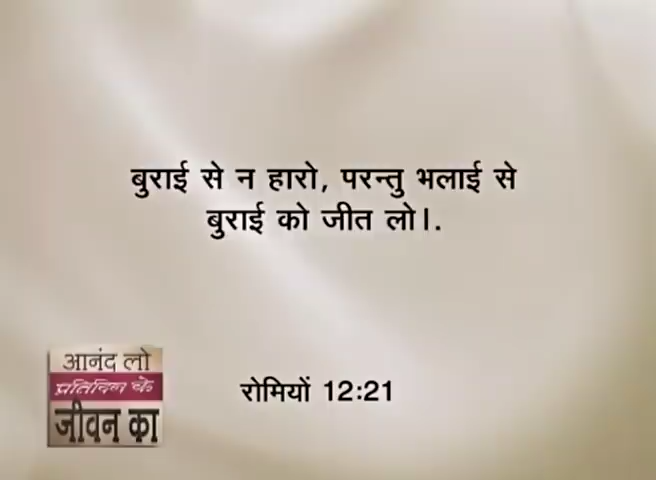 बुराई से न हारो, परन्तु भलाई से
बुराई को जीत लो।.
रोमियों 12:21
आनंद लो
प्रतिदिन के
जीवन का